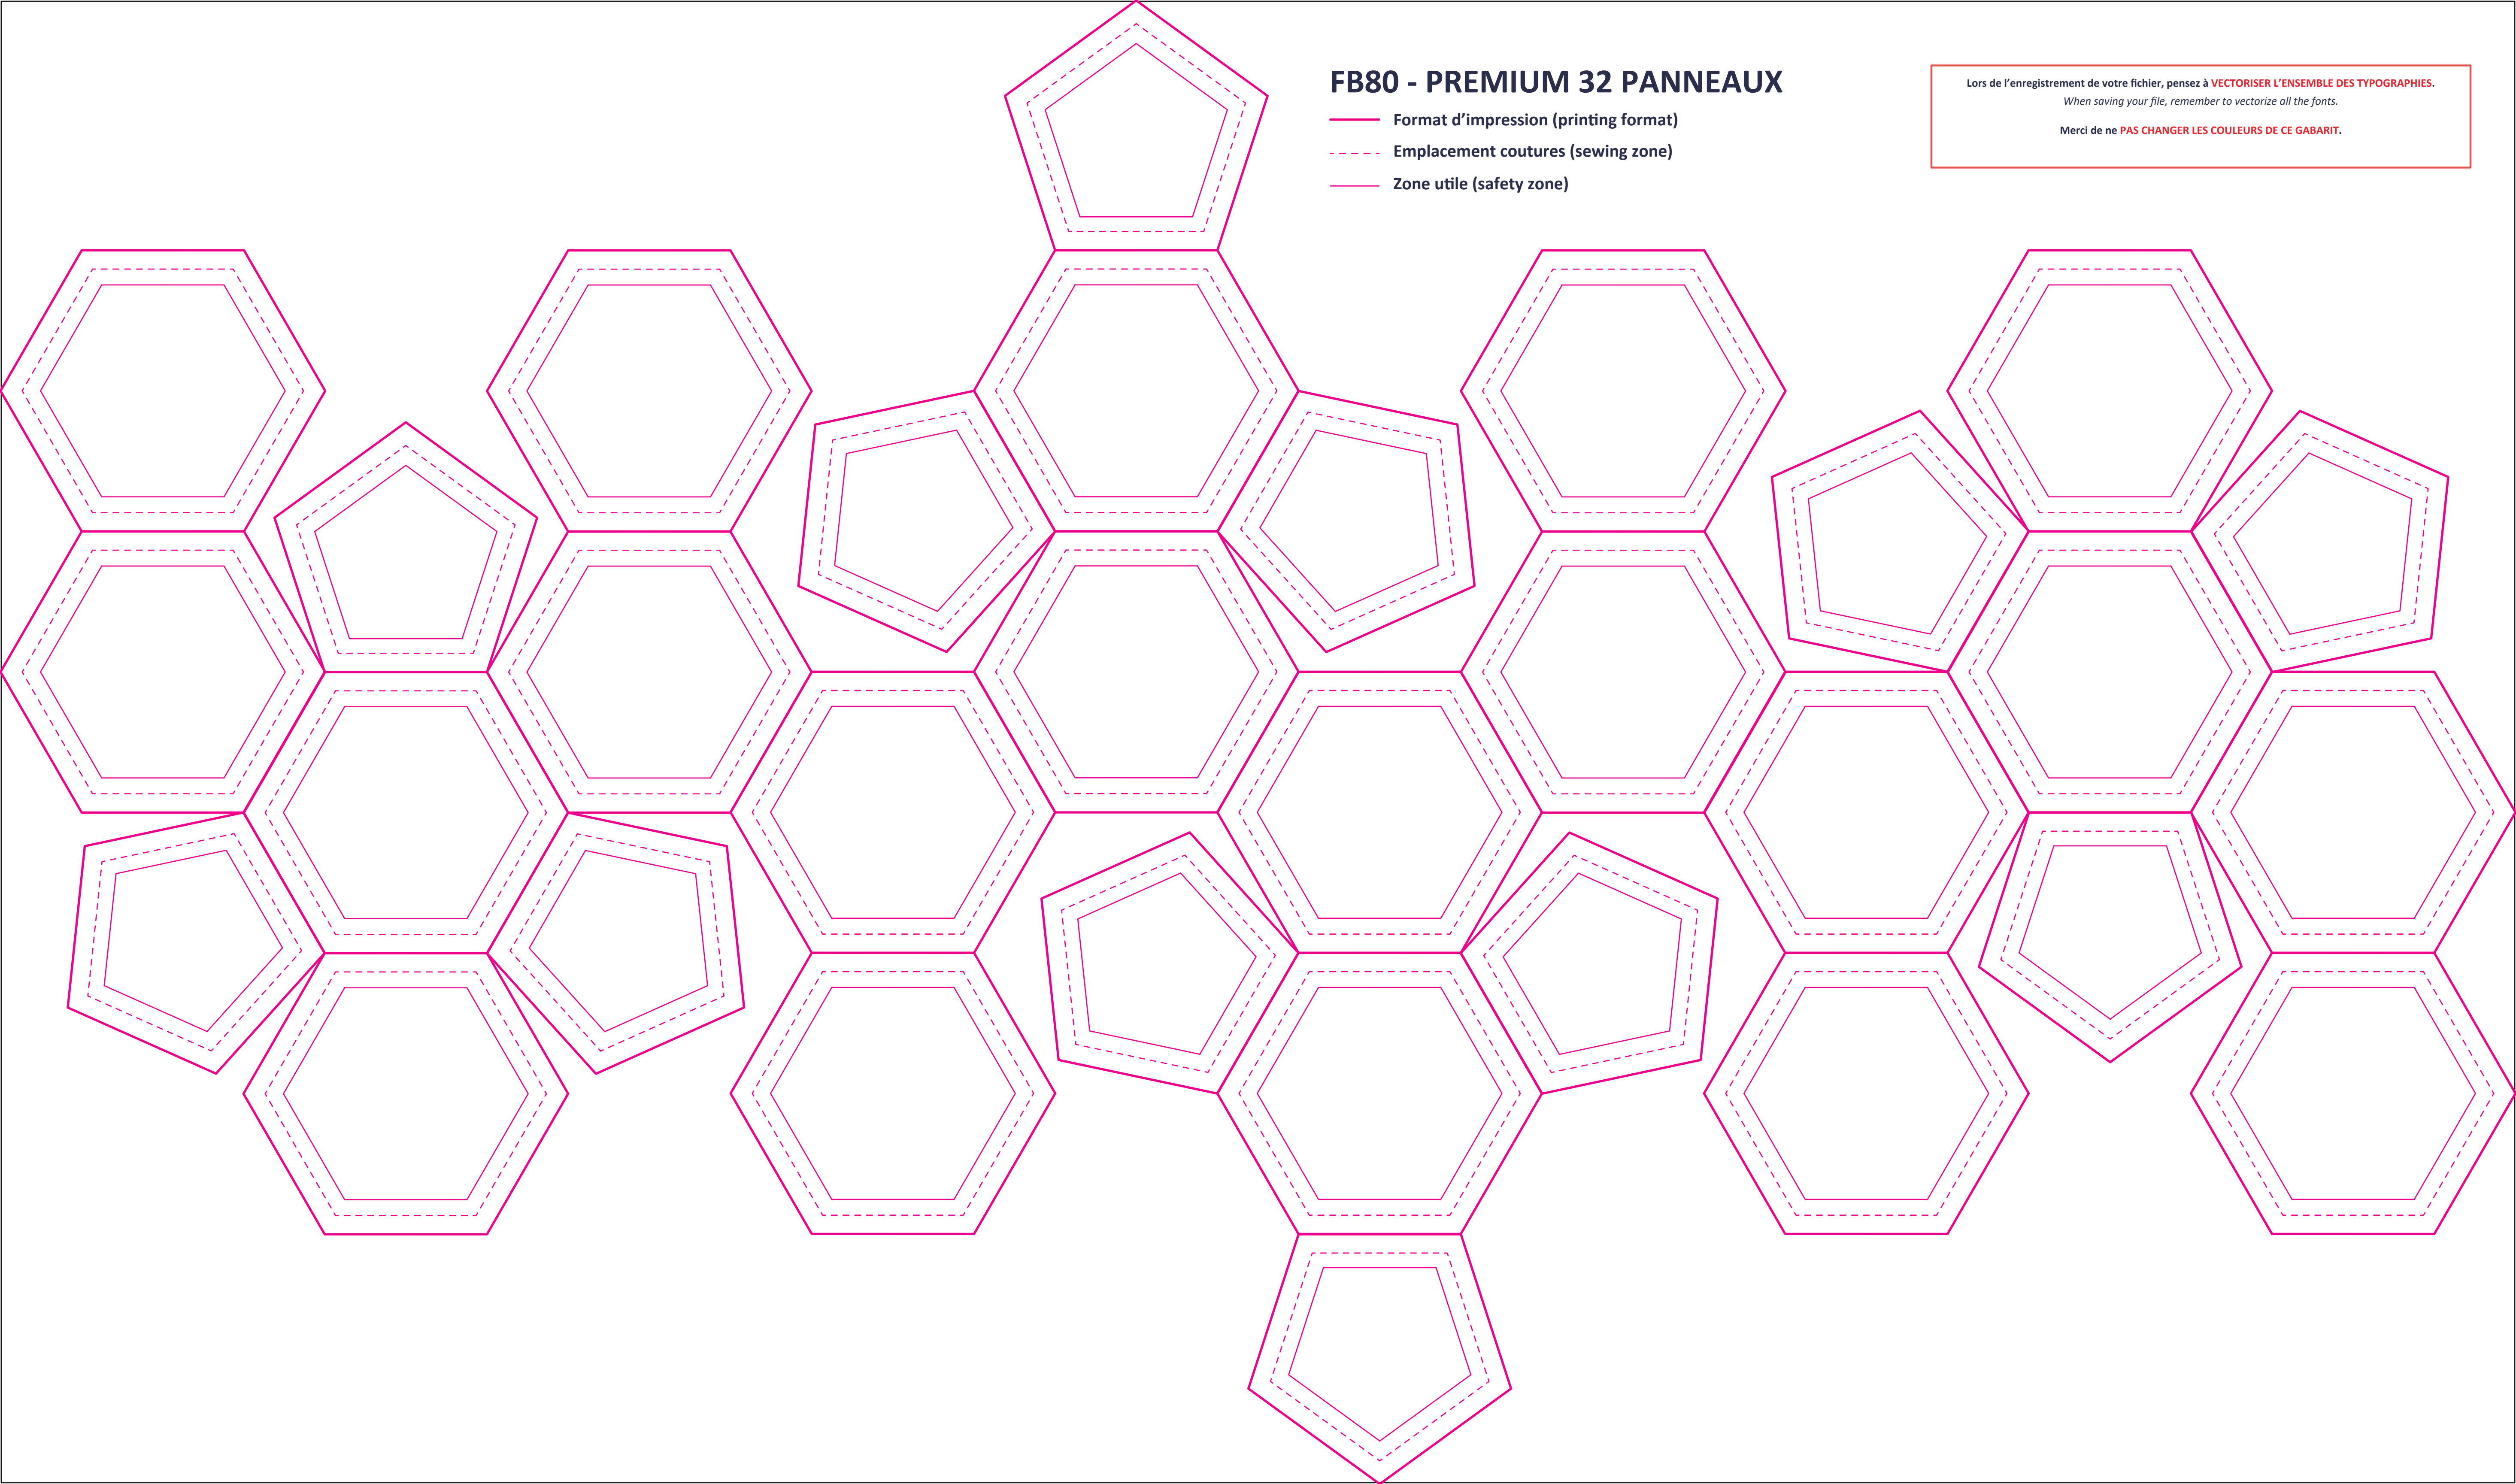 FB80 - PREMIUM 32 PANNEAUX
Format d’impression (printing format)
Emplacement coutures (sewing zone)
Zone utile (safety zone)
Lors de l’enregistrement de votre fichier, pensez à VECTORISER L’ENSEMBLE DES TYPOGRAPHIES.
When saving your file, remember to vectorize all the fonts.
Merci de ne PAS CHANGER LES COULEURS DE CE GABARIT.